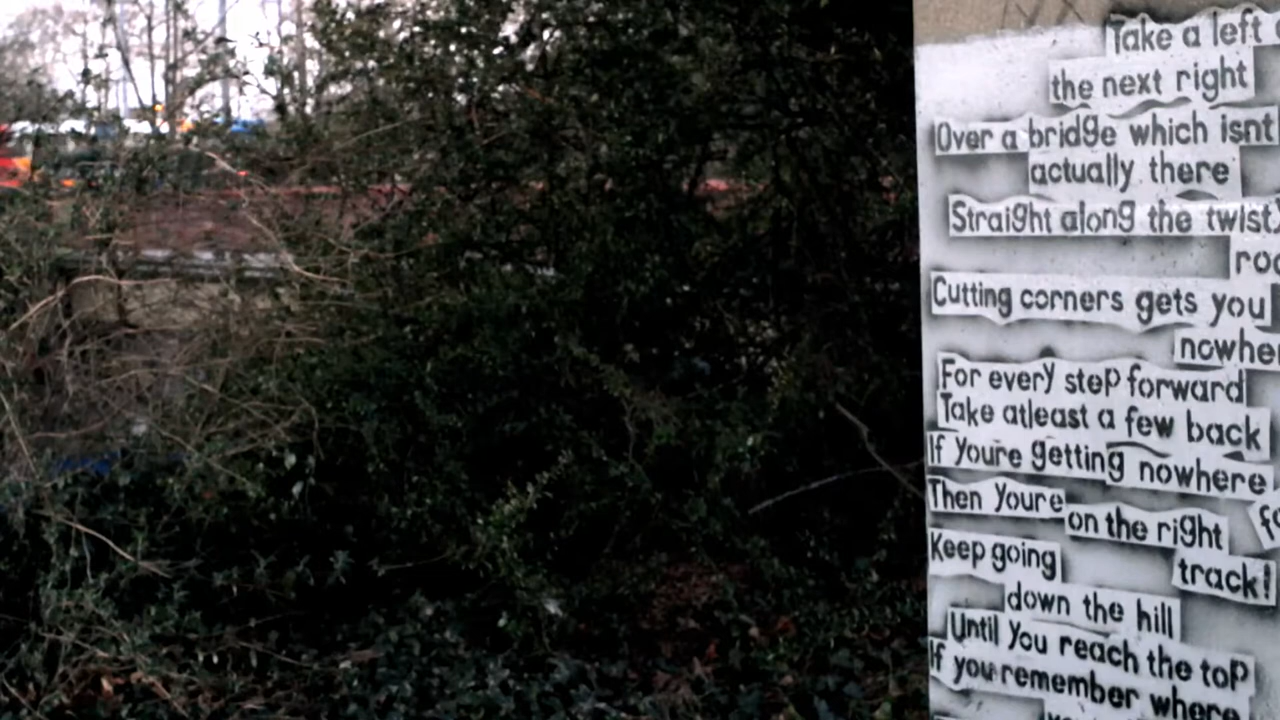 Take a left
the next right
Over a bridge which isnt
actually there
Straight along the twisty
Cutting corners gets you
For every step forward
Take atleast a few back
If youre getting nowhere
Then youre on the right
track!
Keep going
down the hill
Until you reach the top
If you remember where